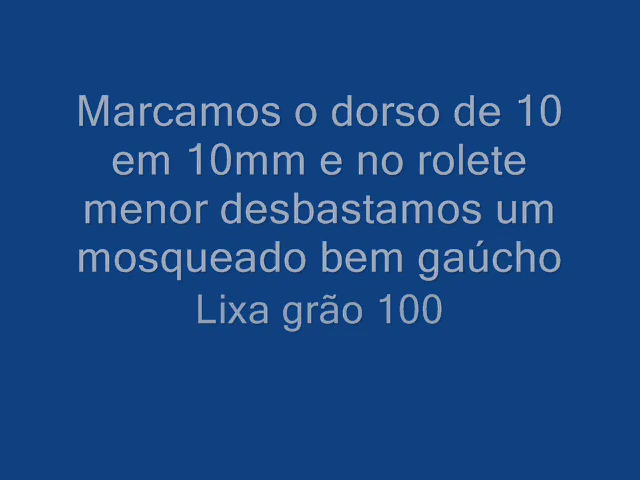 Marcamos o dorso de 10
em 10mm e no rolete
menor desbastamos um
mosqueado bem gaúcho
Lixa grão 100